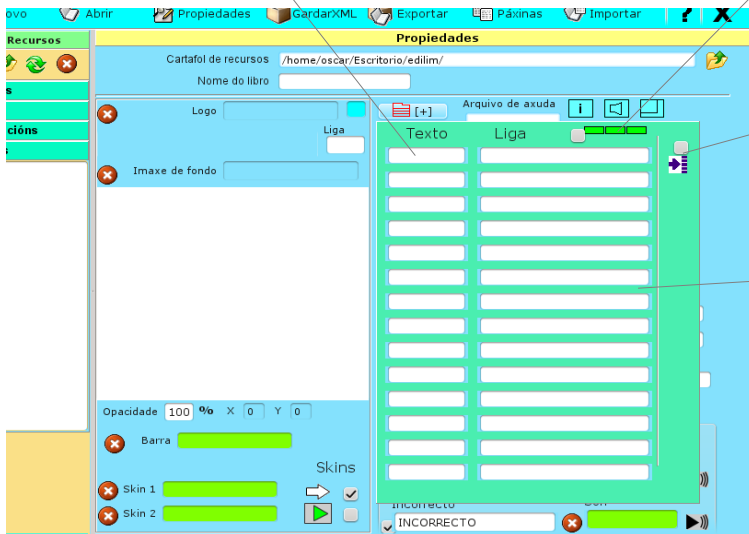 ovo Abrir Propiedades GardarXML Exportar Páxinas Importar ? X
Recursos
Propiedades
Cartafol de recursos /home/oscar/Escritorio/edilim/
Nome do libro
s
cións
Logo
[+]
Arquivo de axuda
i
Liga
Texto Liga
Imaxe de fondo
Opacidade 100 % X 0 Y 0
Barra
Skins
Skin 1
Skin 2
Incorrecto
INCORRECTO